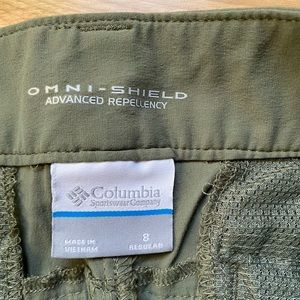 OMNI-SHIELD
ADVANCED REPELLENCY
Columbia
Sportswear Company
MADE IN
VIETNAM
8
REGULAR